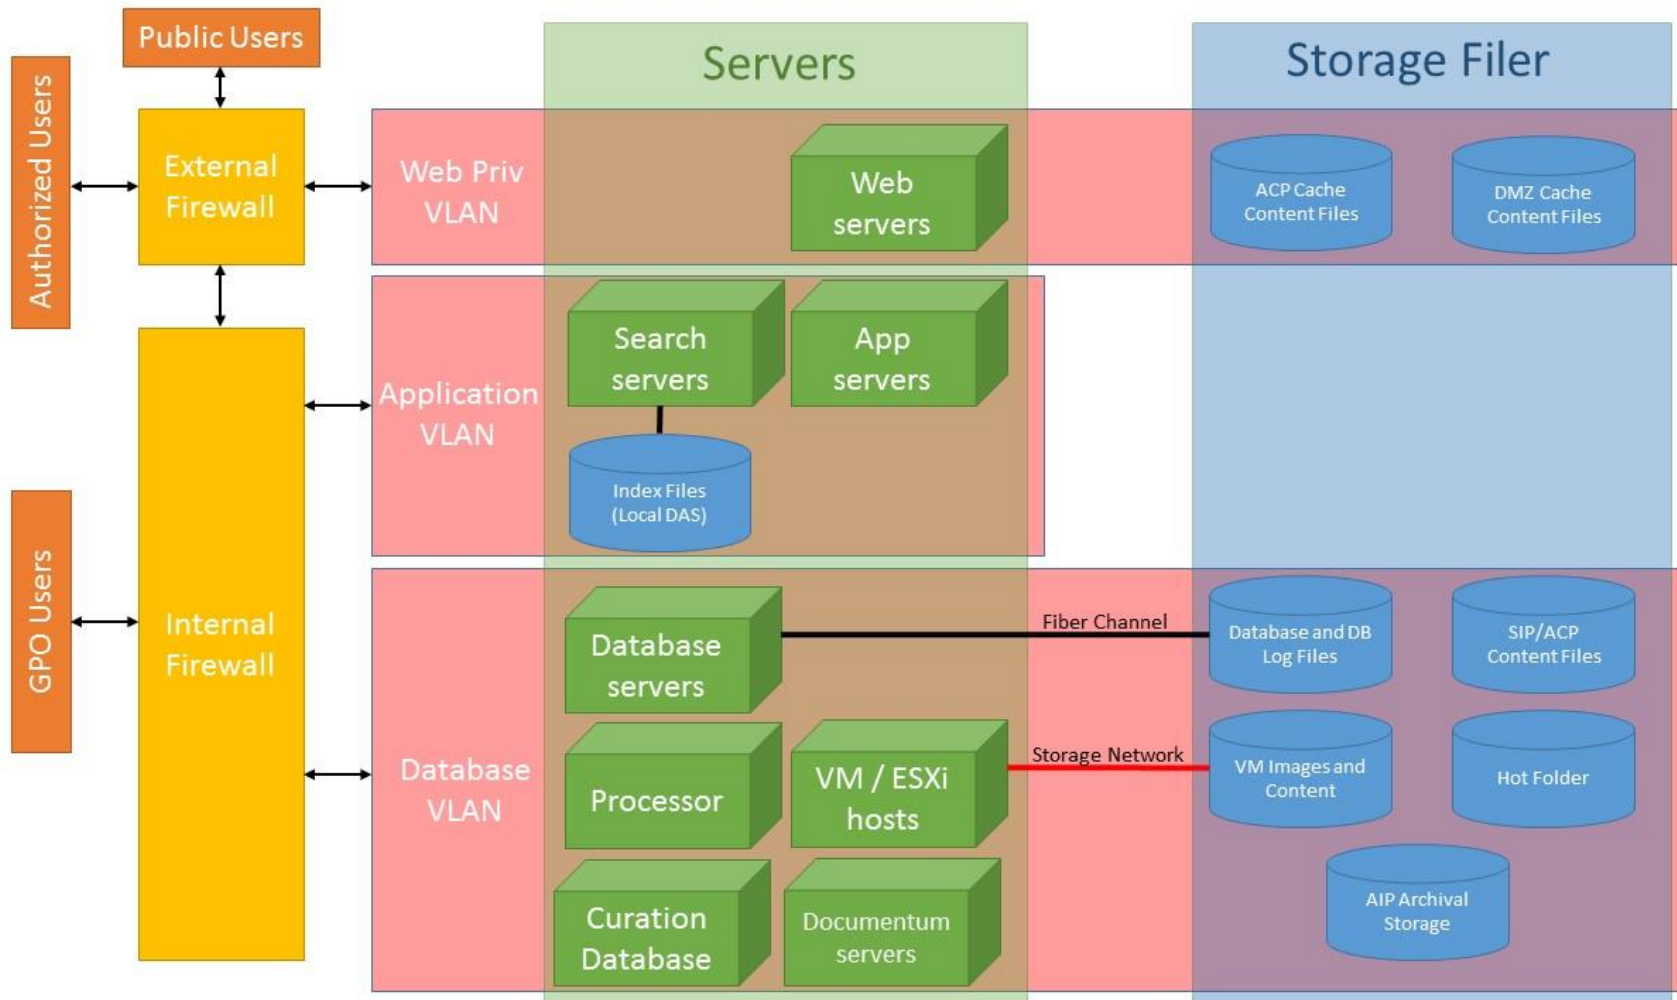 Public Users
Servers
Storage Filer
Authorized Users
External
Firewall
Web Priv
VLAN
Web
servers
ACP Cache
Content Files
DMZ Cache
Content Files
Search
servers
App
servers
Application
VLAN
Index Files
(Local DAS)
GPO Users
Internal
Firewall
Database
servers
Fiber Channel
Database and DB
Log Files
SIP/ACP
Content Files
Database
VLAN
Processor
VM / ESXi
hosts
Storage Network
VM Images and
Content
Hot Folder
Curation
Database
Documentum
servers
AIP Archival
Storage